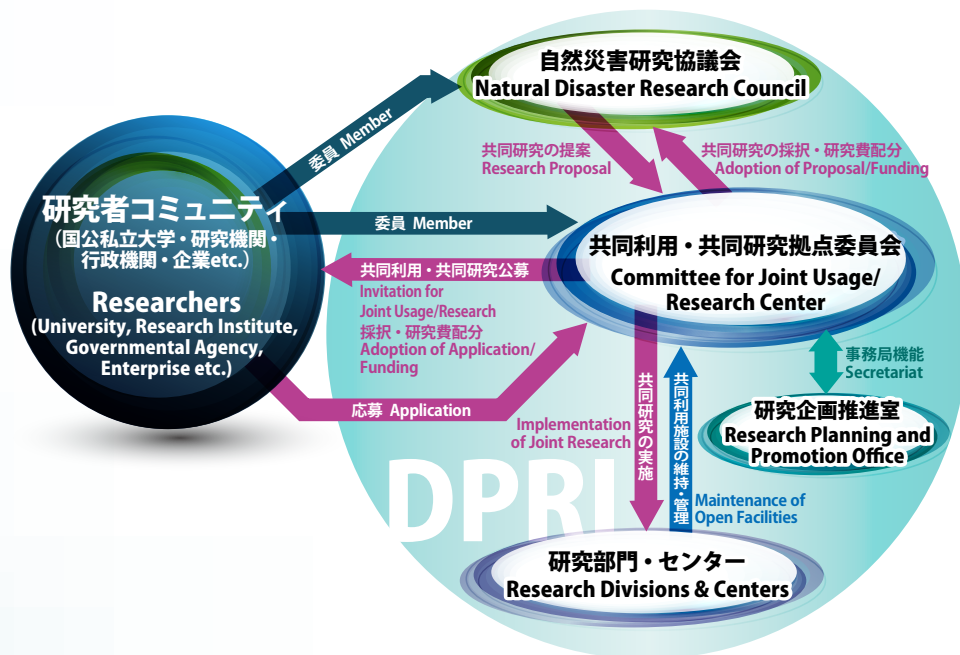 自然災害研究協議会
Natural Disaster Research Council
委員 Member
共同研究の提案
Research Proposal
共同研究の採択・研究費配分
Adoption of Proposal/Funding
研究者コミュニティ
（国公私立大学・研究機関・
行政機関・企業etc.）
Researchers
(University, Research Institute,
Governmental Agency,
Enterprise etc.)
委員 Member
共同利用・共同研究拠点委員会
Committee for Joint Usage/
Research Center
共同利用・共同研究公募
Invitation for
Joint Usage/Research
採択・研究費配分
Adoption of Application/
Funding
応募 Application
事務局機能
Secretariat
研究企画推進室
Research Planning and
Promotion Office
共同研究の実施
Implementation
of Joint Research
共同利用施設の維持・管理
Maintenance of
Open Facilities
DPRI
研究部門・センター
Research Divisions & Centers